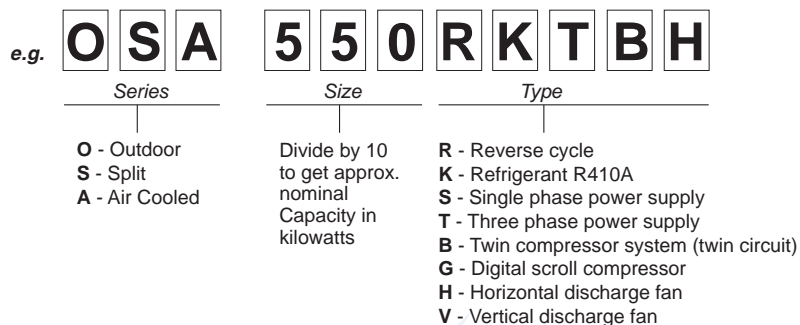 e.g. O S A 5 5 0 R K T B H
Series Size Type
O - Outdoor
S - Split
A - Air Cooled
Divide by 10
to get approx.
nominal
Capacity in
kilowatts
R - Reverse cycle
K - Refrigerant R410A
S - Single phase power supply
T - Three phase power supply
B - Twin compressor system (twin circuit)
G - Digital scroll compressor
H - Horizontal discharge fan
V - Vertical discharge fan